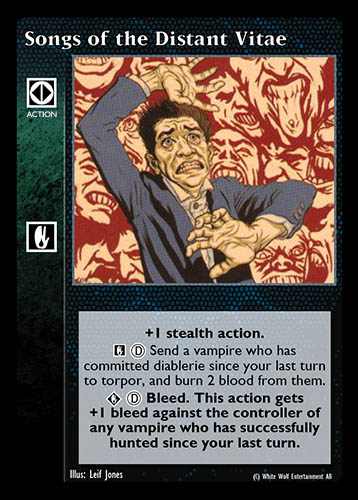 Songs of the Distant Vitae
ACTION
+1 stealth action.
D Send a vampire who has
committed diablerie since your last turn
to torpor, and burn 2 blood from them.
D Bleed. This action gets
+1 bleed against the controller of
any vampire who has successfully
hunted since your last turn.
Illus: Leif Jones
(C) White Wolf Entertainment AB